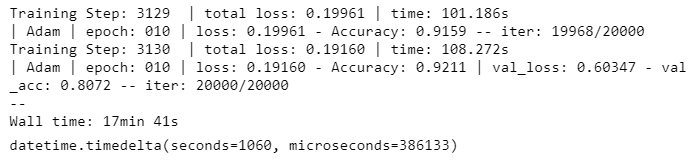 Training Step: 3129  | total loss: 0.19961 | time: 101.186s
| Adam | epoch: 010 | loss: 0.19961 - Accuracy: 0.9159 -- iter: 19968/20000
Training Step: 3130  | total loss: 0.19160 | time: 108.272s
| Adam | epoch: 010 | loss: 0.19160 - Accuracy: 0.9211 | val_loss: 0.60347 - val
_acc: 0.8072 -- iter: 20000/20000
--
Wall time: 17min 41s
datetime.timedelta(seconds=1060, microseconds=386133)